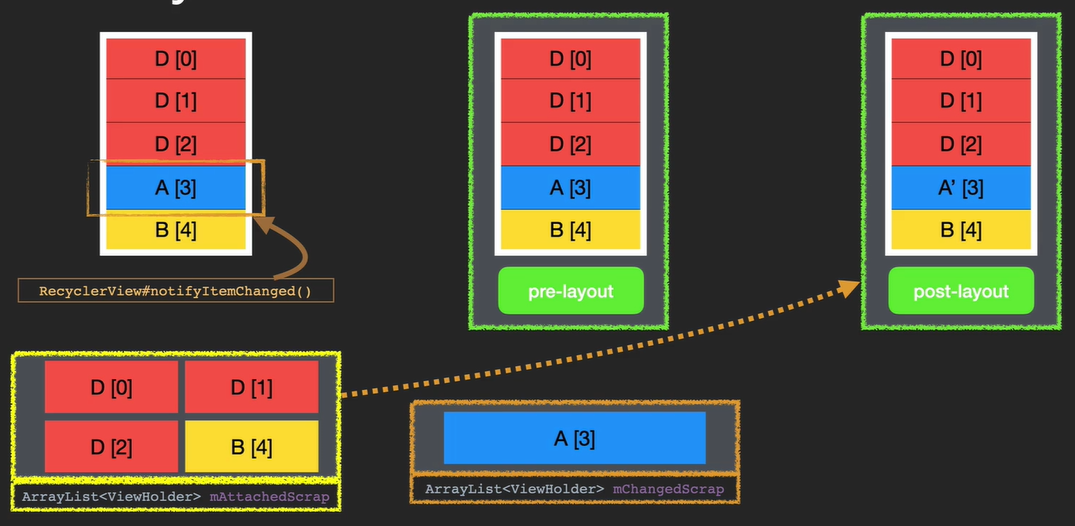 D [0]
D [1]
D [2]
A [3]
B [4]
RecyclerView#notifyItemChanged()
D [0]
D [1]
D [2]
A [3]
B [4]
pre-layout
D [0]
D [1]
D [2]
A’ [3]
B [4]
post-layout
D [0] D [1]
D [2] B [4]
ArrayList<ViewHolder> mAttachedScrap
A [3]
ArrayList<ViewHolder> mChangedScrap